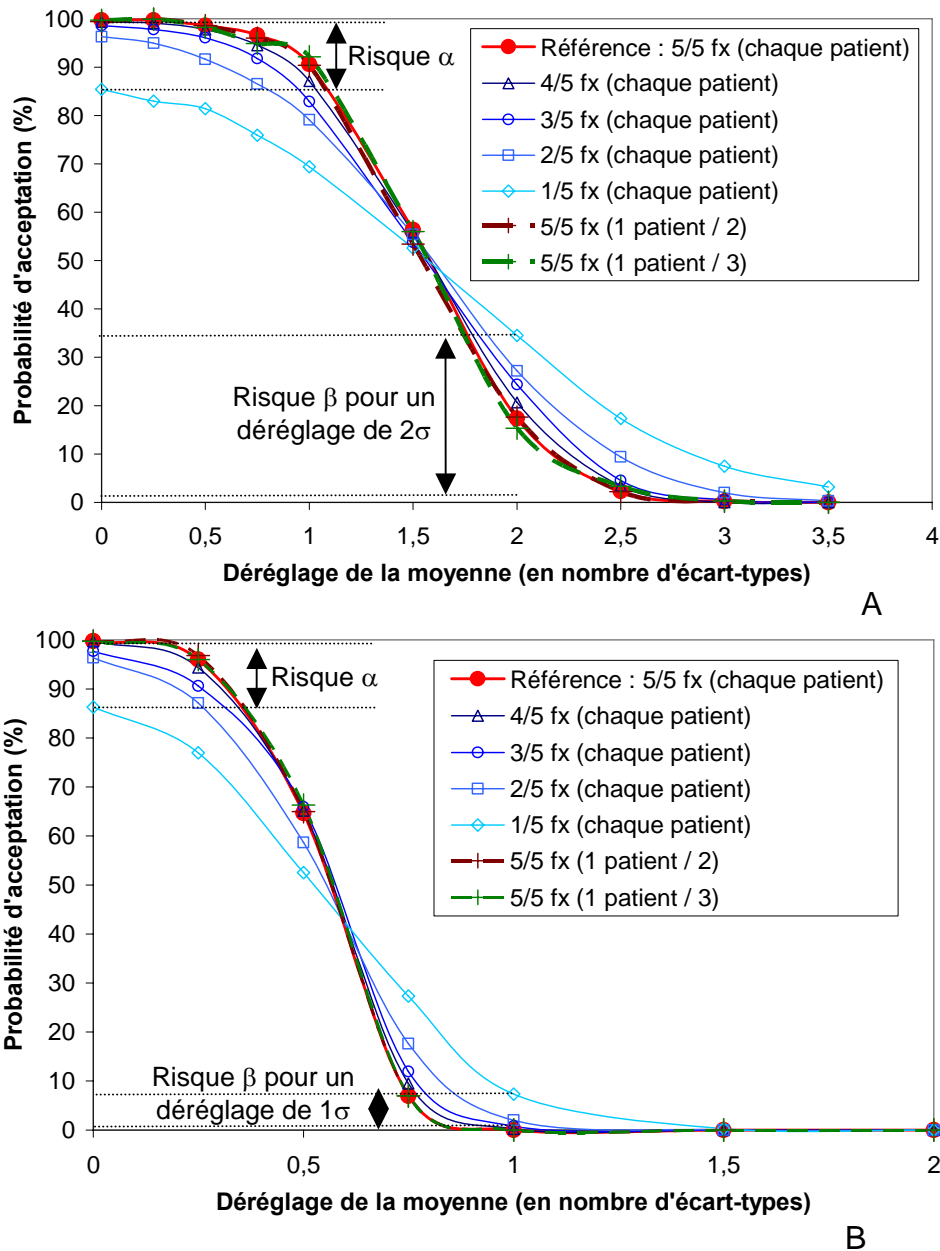 100
90
80
70
60
50
40
30
20
10
0
Probabilité d'acceptation (%)
Risque α
Risque β pour un
déréglage de 2σ
Référence : 5/5 fx (chaque patient)
4/5 fx (chaque patient)
3/5 fx (chaque patient)
2/5 fx (chaque patient)
1/5 fx (chaque patient)
5/5 fx (1 patient / 2)
5/5 fx (1 patient / 3)
0 0,5 1 1,5 2 2,5 3 3,5 4
Déréglage de la moyenne (en nombre d'écart-types)
A
100
90
80
70
60
50
40
30
20
10
0
Probabilité d'acceptation (%)
Risque α
Risque β pour un
déréglage de 1σ
Référence : 5/5 fx (chaque patient)
4/5 fx (chaque patient)
3/5 fx (chaque patient)
2/5 fx (chaque patient)
1/5 fx (chaque patient)
5/5 fx (1 patient / 2)
5/5 fx (1 patient / 3)
0 0,5 1 1,5 2
Déréglage de la moyenne (en nombre d'écart-types)
B